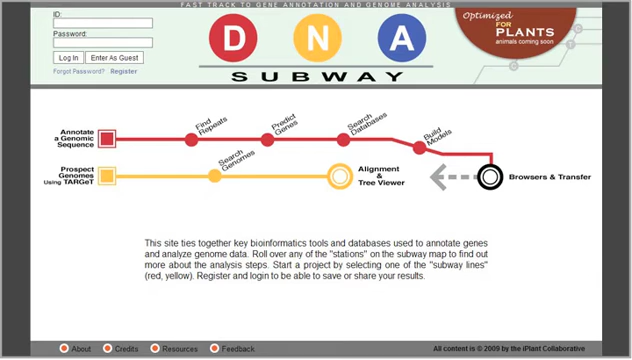 FAST TRACK TO GENE ANNOTATION AND GENOME ANALYSIS
ID:
Password:
Log In Enter As Guest
Forgot Password? Register
D N A
SUBWAY
Optimized
FOR
PLANTS
animals coming soon
C
T
C
Annotate
a Genomic
Sequence
Find
Repeats
Predict
Genes
Search
Databases
Build
Models
Prospect
Genomes
Using TARGeT
Search
Genomes
Alignment
&
Tree Viewer
Browsers & Transfer
This site ties together key bioinformatics tools and databases used to annotate genes
and analyze genome data. Roll over any of the "stations" on the subway map to find out
more about the analysis steps. Start a project by selecting one of the "subway lines"
(red, yellow). Register and login to be able to save or share your results.
About Credits Resources Feedback
All content is © 2009 by the iPlant Collaborative